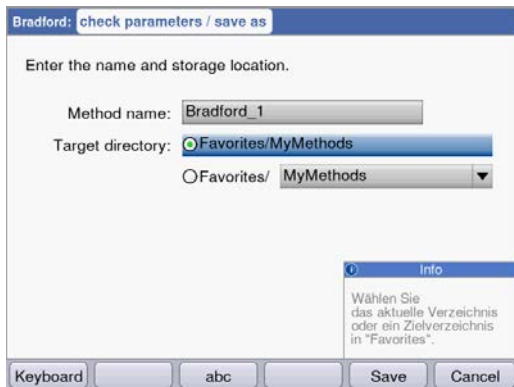 Bradford: check parameters / save as
Enter the name and storage location.
Method name: Bradford_1
Target directory: Favorites/MyMethods
Favorites/ MyMethods
Info
Wählen Sie
das aktuelle Verzeichnis
oder ein Zielverzeichnis
in "Favorites".
Keyboard abc Save Cancel